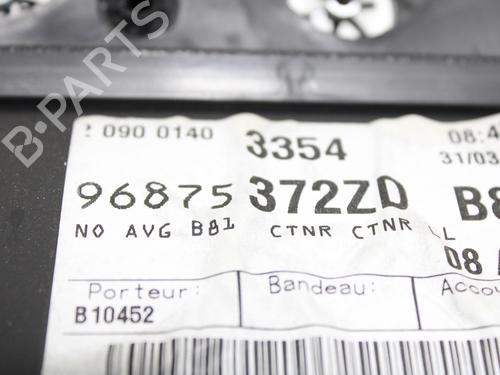 B-PARTS
090 0140
3354
08:4
31/03
96875 372ZD
B8
NO AVG B81 CTNR CTNR
08
Porteur:
Bandeau:
Accou
B10452